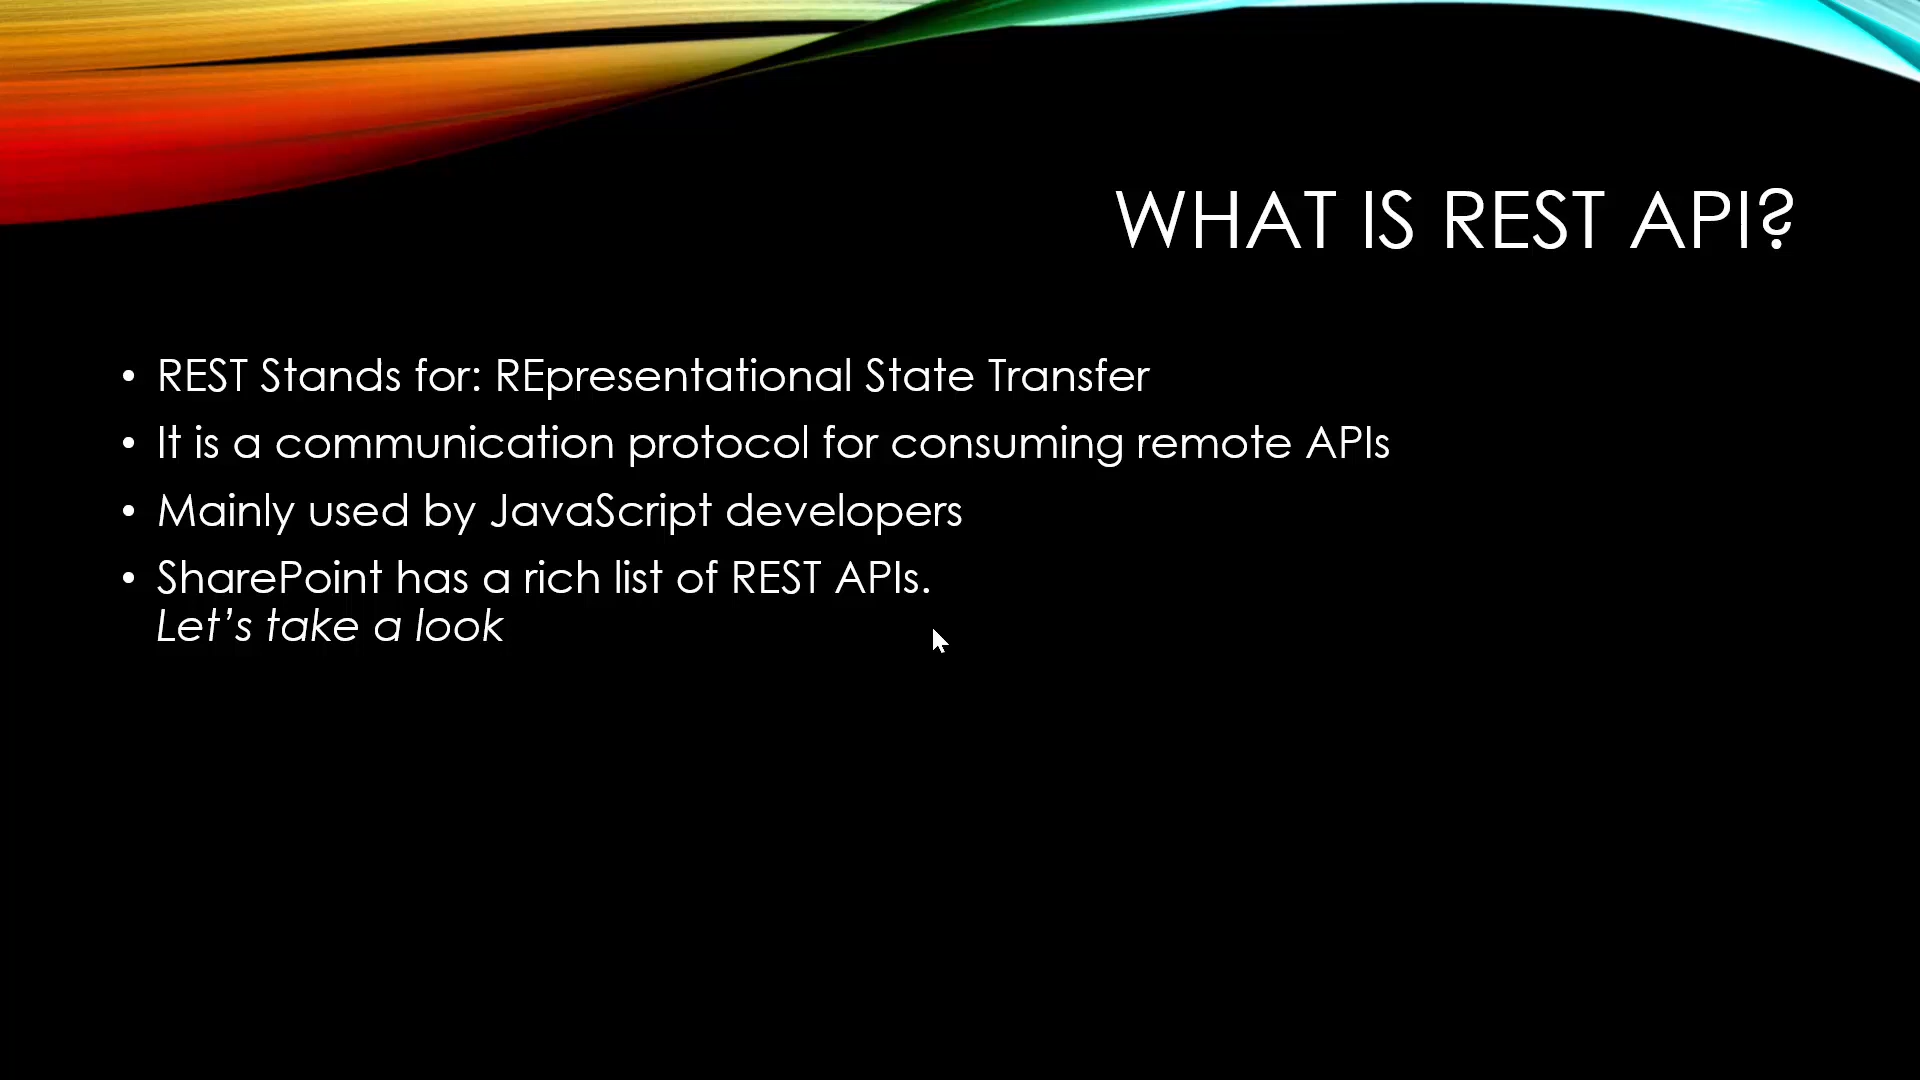 WHAT IS REST API?
• REST Stands for: REpresentational State Transfer
• It is a communication protocol for consuming remote APIs
• Mainly used by JavaScript developers
• SharePoint has a rich list of REST APIs.
Let’s take a look